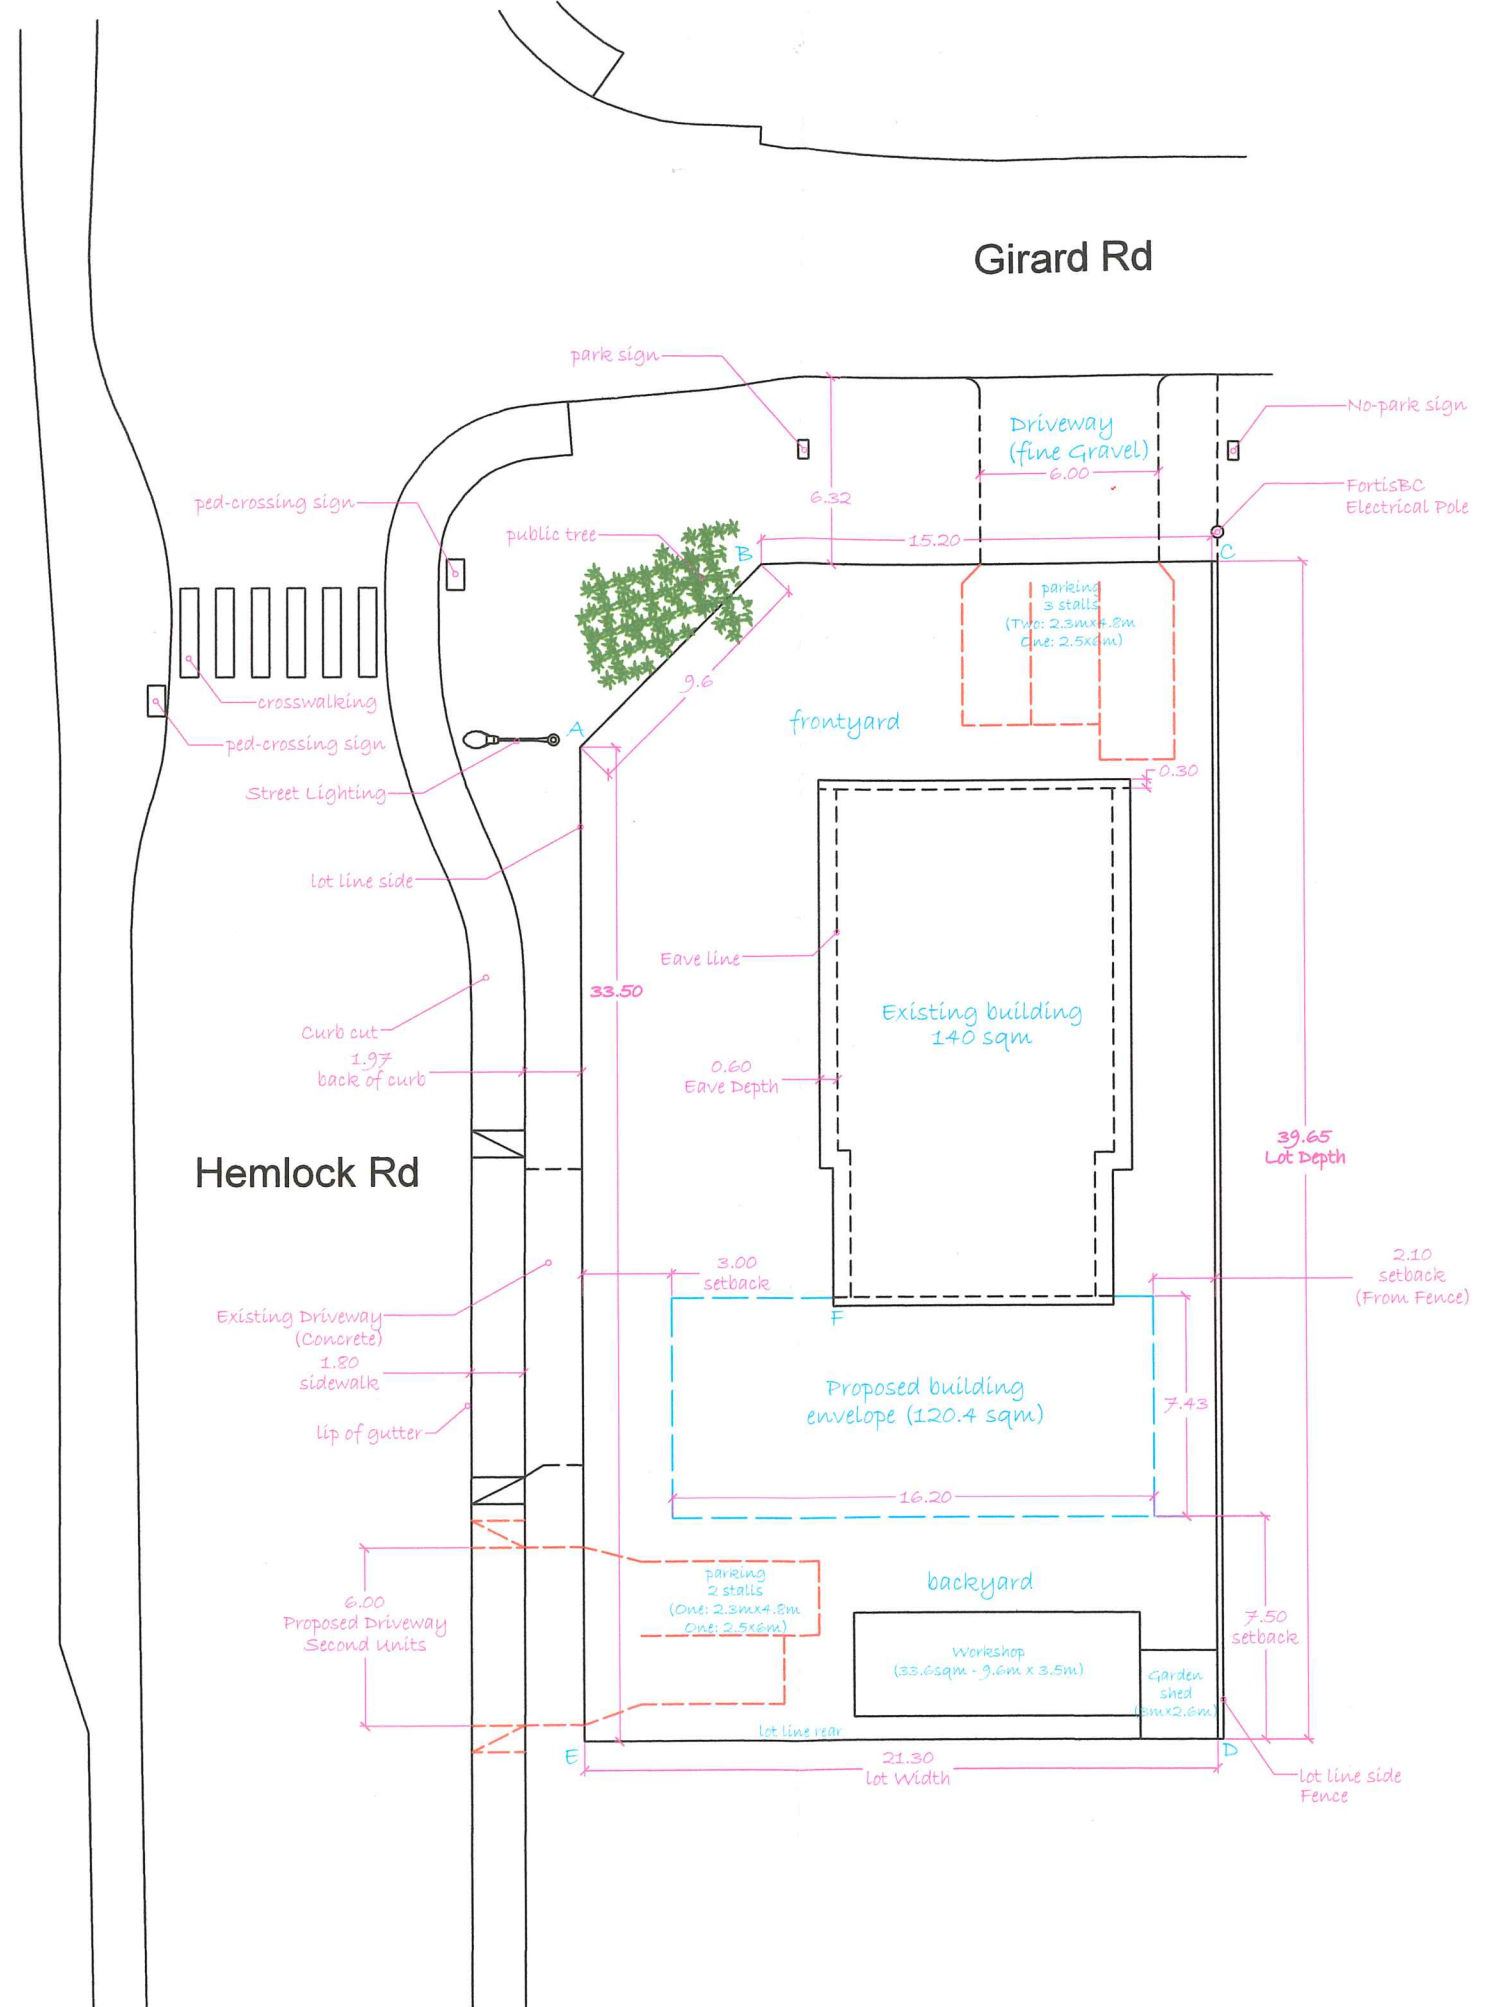 Girard Rd
park sign
No-park sign
Driveway
(fine Gravel)
6.00
FortisBC
Electrical Pole
ped-crossing sign
6.32
public tree
B
15.20
C
parking
3 stalls
(Two: 2.3mx4.8m
One: 2.5x6m)
9.6
crosswalking
A
frontyard
ped-crossing sign
0.30
Street Lighting
lot line side
Eave line
33.50
Existing building
140 sqm
Curb cut
1.97
back of curb
0.60
Eave Depth
39.65
Lot Depth
Hemlock Rd
3.00
setback
2.10
setback
(From Fence)
Existing Driveway
(Concrete)
F
1.80
sidewalk
Proposed building
envelope (120.4 sqm)
7.43
lip of gutter
16.20
parking
2 stalls
(One: 2.3mx4.8m
One: 2.5x6m)
backyard
6.00
Proposed Driveway
Second Units
7.50
setback
Workshop
(33.6sqm - 9.6m x 3.5m)
Garden
shed
(3mx2.6m)
lot line rear
E
D
21.30
Lot Width
lot line side
Fence